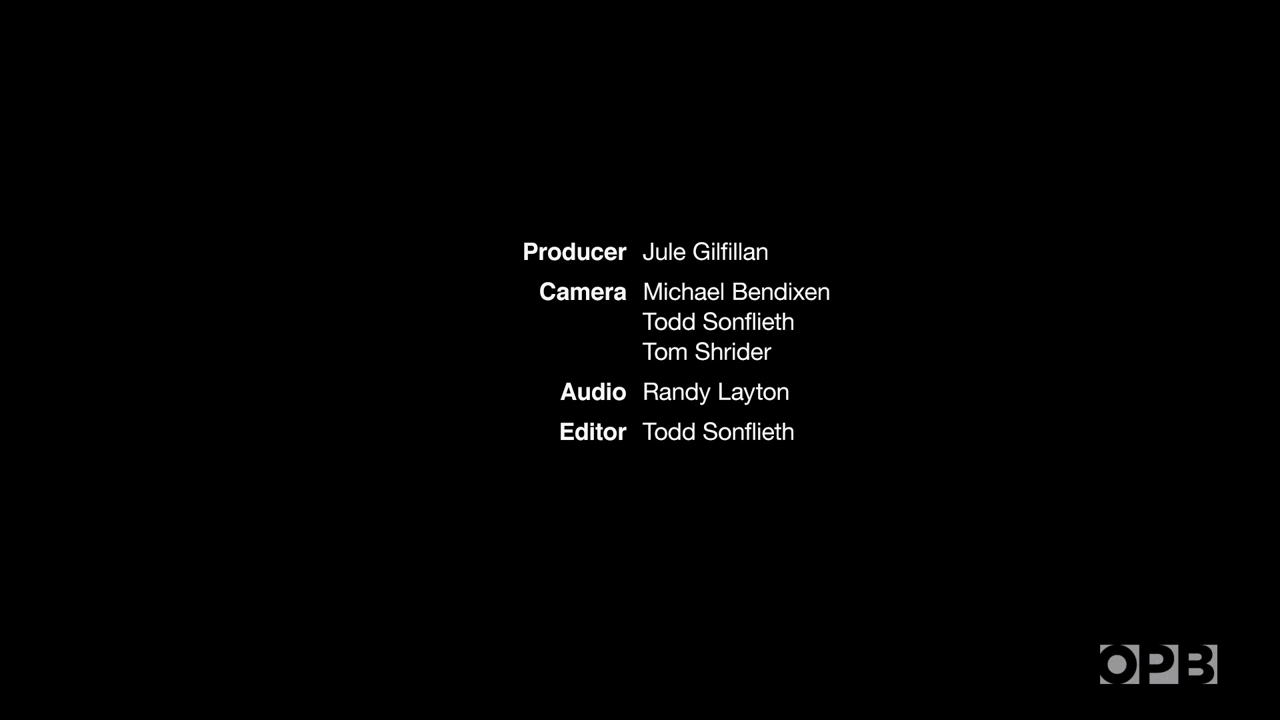 Producer Jule Gilfillan
Camera Michael Bendixen
Todd Sonflieth
Tom Shrider
Audio Randy Layton
Editor Todd Sonflieth
OPB